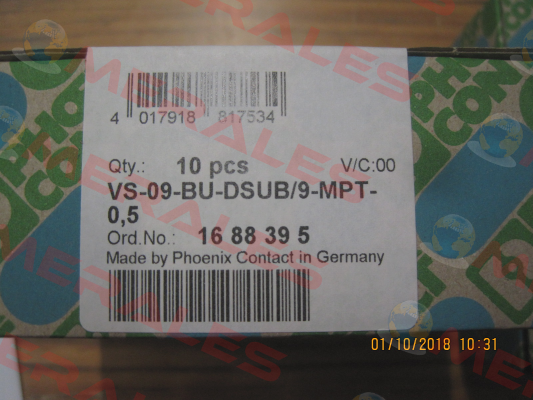 4 017918 817534
Qty.: 10 pcs V/C:00
VS-09-BU-DSUB/9-MPT-
0,5
Ord.No.: 16 88 39 5
Made by Phoenix Contact in Germany
01/10/2018 10:31
MERALES